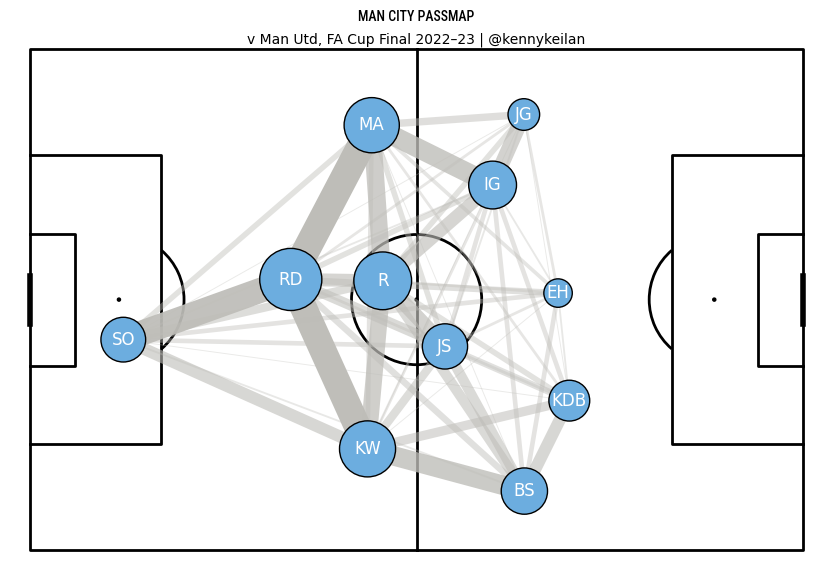 MAN CITY PASSMAP
v Man Utd, FA Cup Final 2022–23 | @kennykeilan
JG
MA
IG
RD
R
EH
SO
JS
KDB
KW
BS